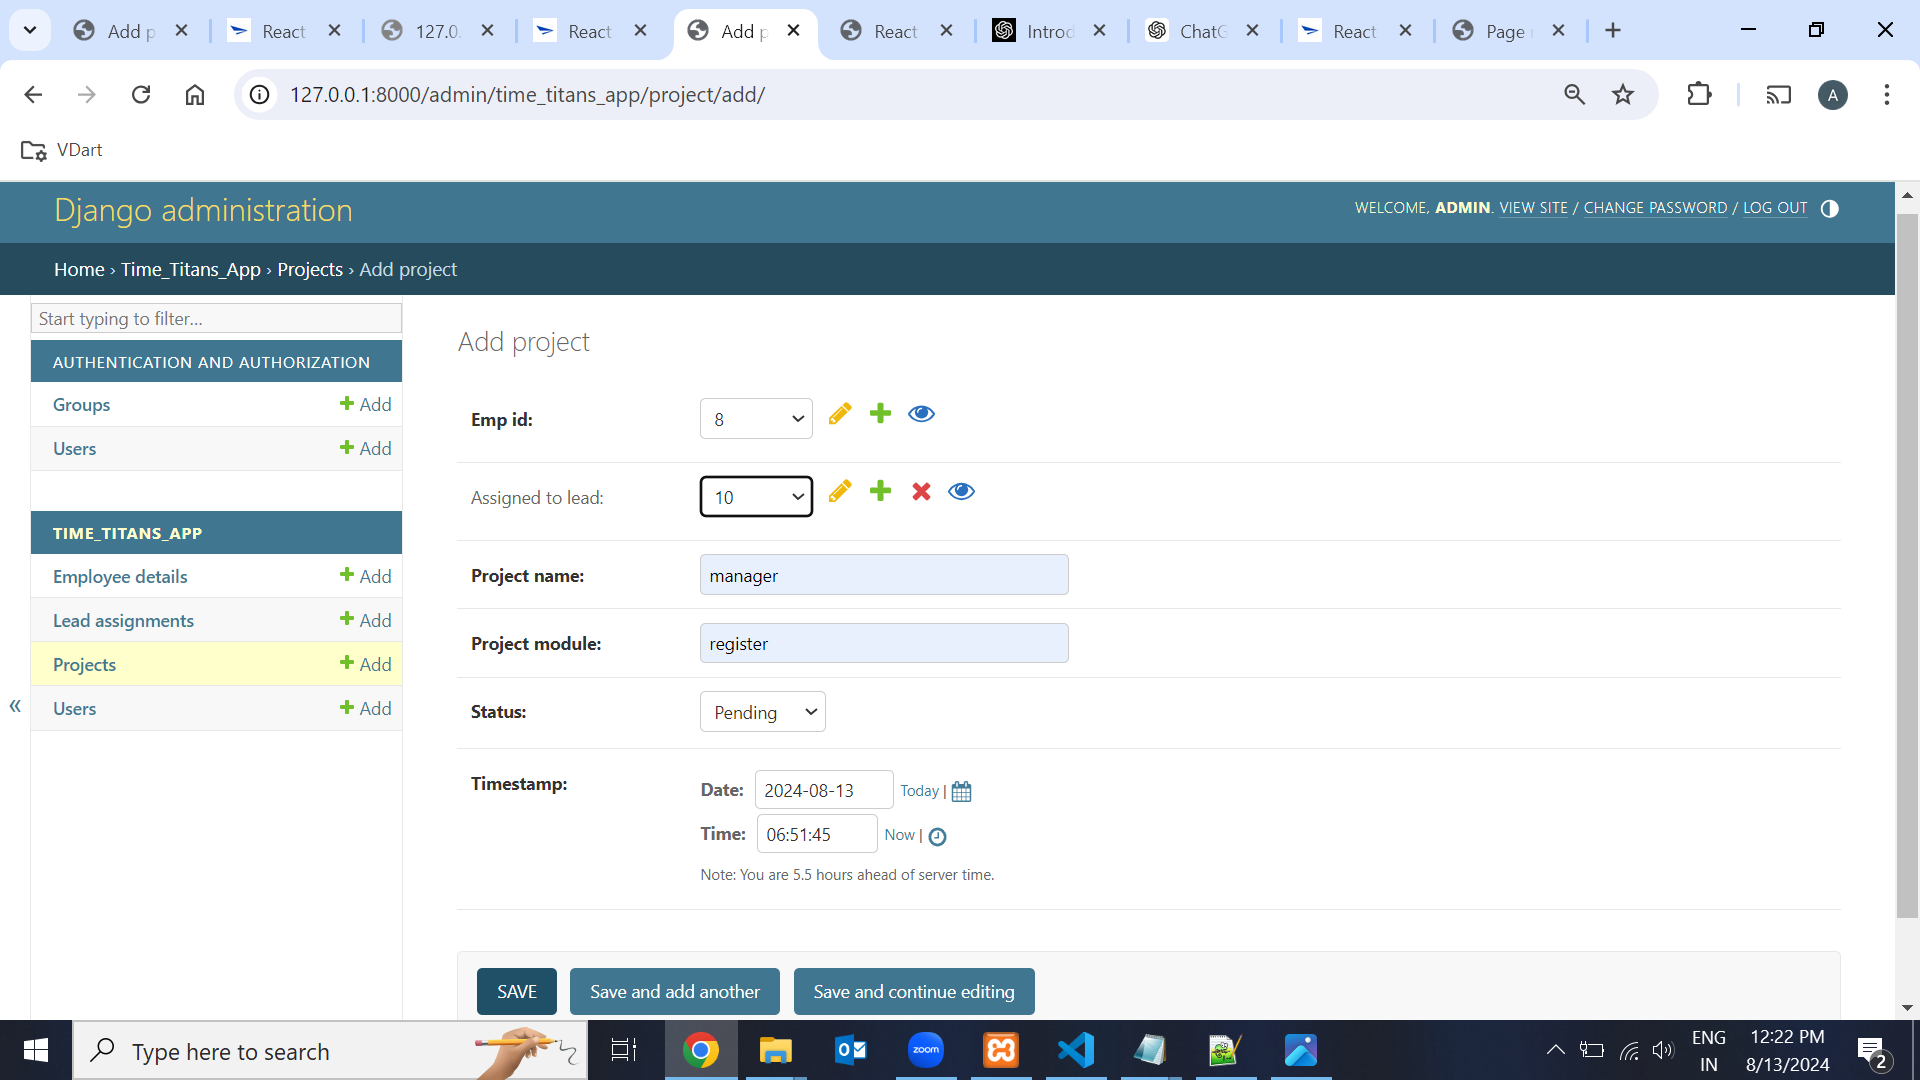 Add p
React
127.0.
React
Add p
React
Introd
ChatG
React
Page
127.0.0.1:8000/admin/time_titans_app/project/add/
A
VDart
Django administration
WELCOME, ADMIN. VIEW SITE / CHANGE PASSWORD / LOG OUT
Home › Time_Titans_App › Projects › Add project
Start typing to filter...
AUTHENTICATION AND AUTHORIZATION
Groups + Add
Users + Add
TIME_TITANS_APP
Employee details + Add
Lead assignments + Add
Projects + Add
Users + Add
«
Add project
Emp id: 8
Assigned to lead: 10
Project name: manager
Project module: register
Status: Pending
Timestamp:
Date: 2024-08-13 Today |
Time: 06:51:45 Now |
Note: You are 5.5 hours ahead of server time.
SAVE Save and add another Save and continue editing
Type here to search
zoom
ENG
IN
12:22 PM
8/13/2024
2